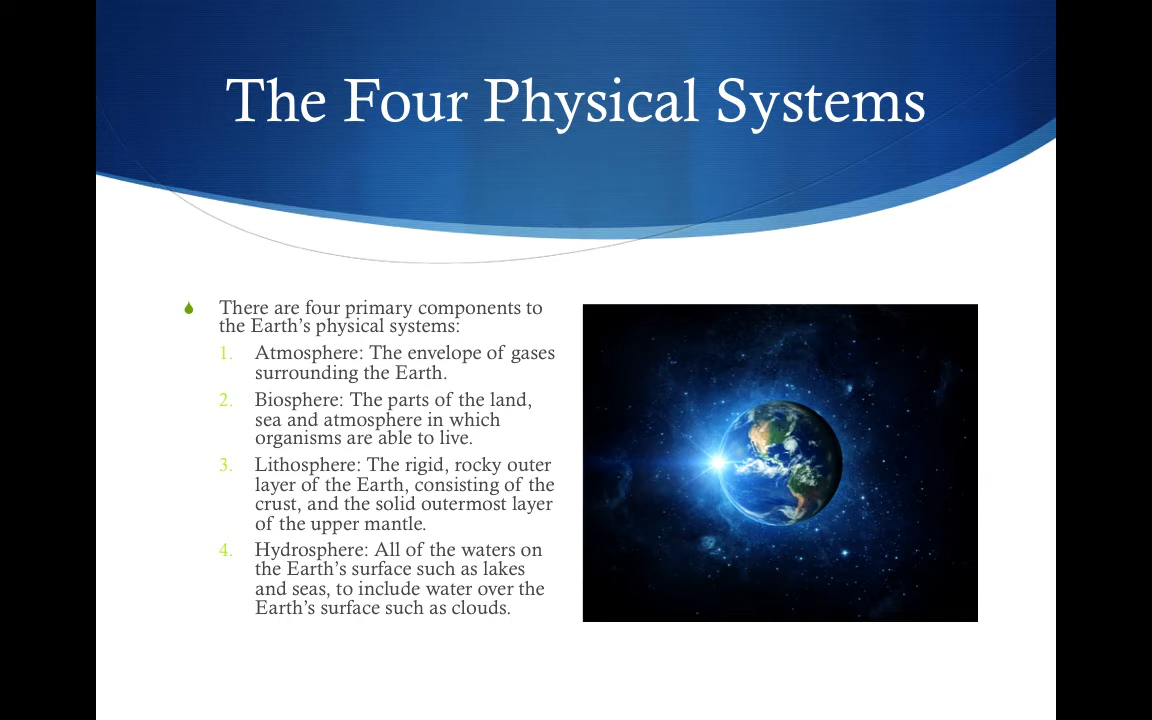 The Four Physical Systems
There are four primary components to
the Earth’s physical systems:
1. Atmosphere: The envelope of gases
surrounding the Earth.
2. Biosphere: The parts of the land,
sea and atmosphere in which
organisms are able to live.
3. Lithosphere: The rigid, rocky outer
layer of the Earth, consisting of the
crust, and the solid outermost layer
of the upper mantle.
4. Hydrosphere: All of the waters on
the Earth’s surface such as lakes
and seas, to include water over the
Earth’s surface such as clouds.